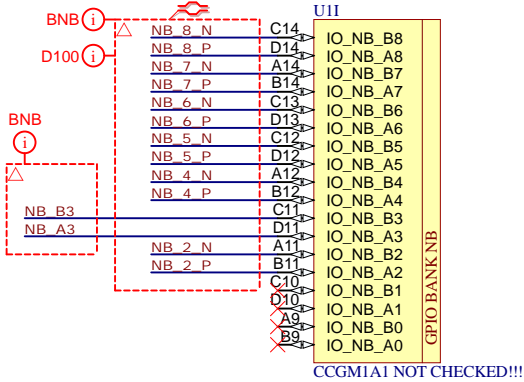 U1I
BNB i
D100 i
BNB
i
NB_8_N C14 IO_NB_B8
NB_8_P D14 IO_NB_A8
NB_7_N A14 IO_NB_B7
NB_7_P B14 IO_NB_A7
NB_6_N C13 IO_NB_B6
NB_6_P D13 IO_NB_A6
NB_5_N C12 IO_NB_B5
NB_5_P D12 IO_NB_A5
NB_4_N A12 IO_NB_B4
NB_4_P B12 IO_NB_A4
NB_B3 C11 IO_NB_B3
NB_A3 D11 IO_NB_A3
NB_2_N A11 IO_NB_B2
NB_2_P B11 IO_NB_A2
C10 IO_NB_B1
D10 IO_NB_A1
A9 IO_NB_B0
B9 IO_NB_A0
GPIO BANK NB
CCGM1A1 NOT CHECKED!!!